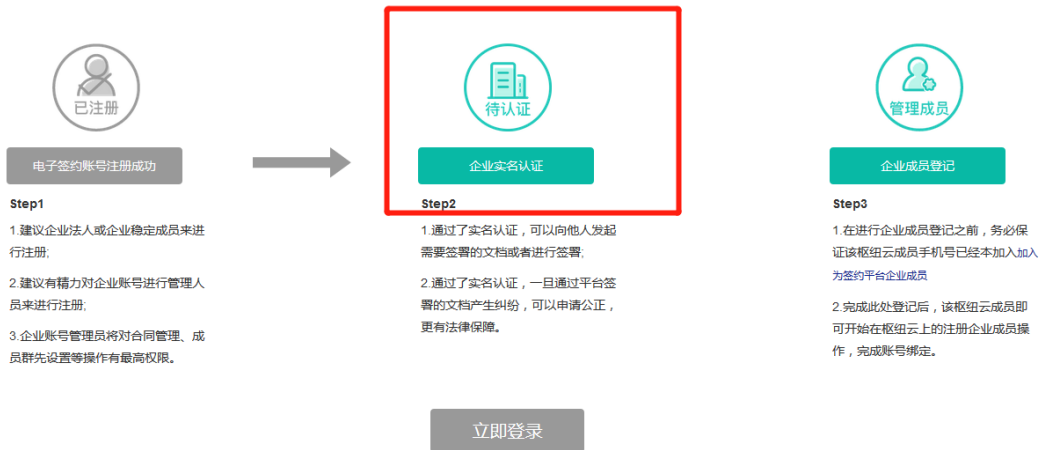 已注册
电子签约账号注册成功
Step1
1.建议企业法人或企业稳定成员来进
行注册;
2.建议有精力对企业账号进行管理人
员来进行注册;
3.企业账号管理员将对合同管理、成
员群先设置等操作有最高权限。
待认证
企业实名认证
Step2
1.通过了实名认证，可以向他人发起
需要签署的文档或者进行签署;
2.通过了实名认证，一旦通过平台签
署的文档产生纠纷，可以申请公正，
更有法律保障。
管理成员
企业成员登记
Step3
1.在进行企业成员登记之前，务必保
证该枢纽云成员手机号已经本加入加入
为签约平台企业成员
2.完成此处登记后，该枢纽云成员即
可开始在枢纽云上的注册企业成员操
作，完成账号绑定。
立即登录